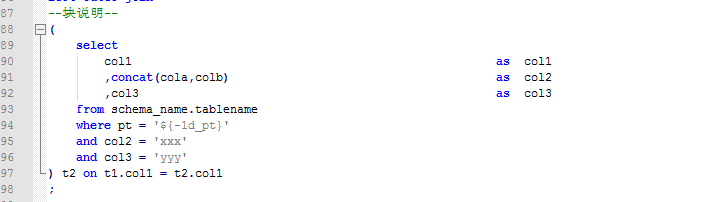 87 --块说明--
88 (
89 select
90 col1 as col1
91 ,concat(cola,colb) as col2
92 ,col3 as col3
93 from schema_name.tablename
94 where pt = '${-1d_pt}'
95 and col2 = 'xxx'
96 and col3 = 'yyy'
97 ) t2 on t1.col1 = t2.col1
98 ;